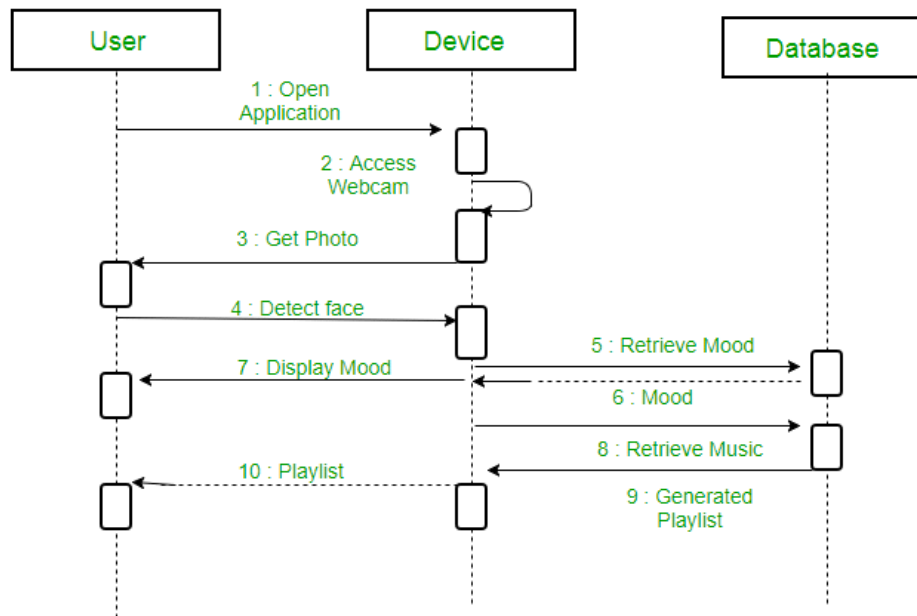 User
Device
Database
1 : Open
Application
2 : Access
Webcam
3 : Get Photo
4 : Detect face
5 : Retrieve Mood
7 : Display Mood
6 : Mood
8 : Retrieve Music
10 : Playlist
9 : Generated
Playlist